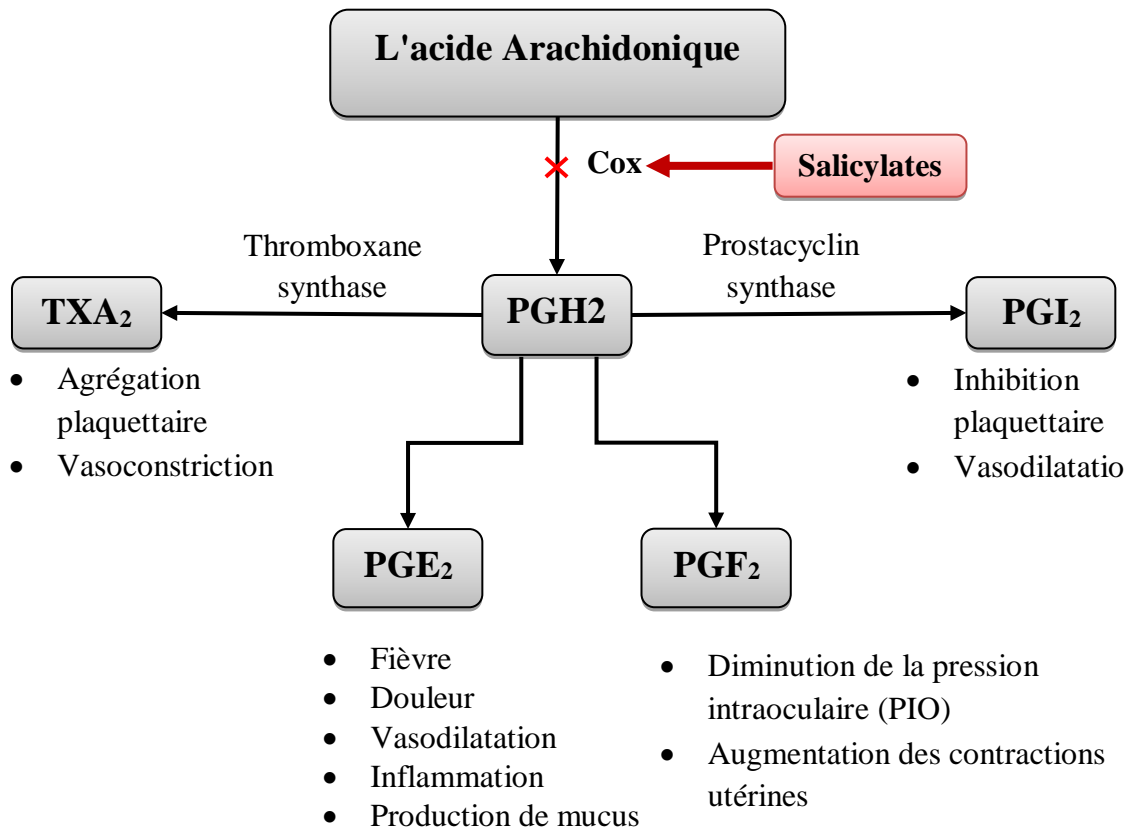 L'acide Arachidonique
Cox
Salicylates
Thromboxane
synthase
Prostacyclin
synthase
TXA₂
PGH2
PGI₂
• Agrégation
plaquettaire
• Vasoconstriction
• Inhibition
plaquettaire
• Vasodilatatio
PGE₂
PGF₂
• Fièvre
• Douleur
• Vasodilatation
• Inflammation
• Production de mucus
• Diminution de la pression
intraoculaire (PIO)
• Augmentation des contractions
utérines